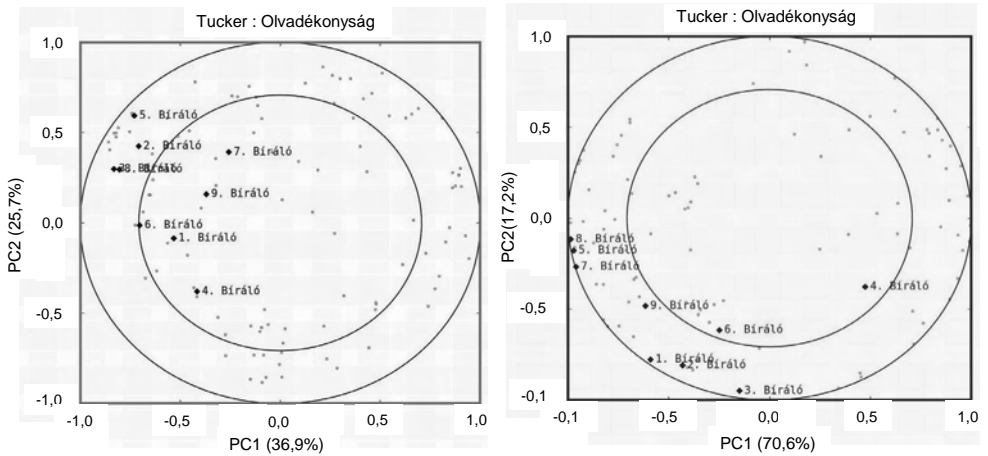 Tucker : Olvadékonyság
1,0
0,5
0,0
-0,5
-1,0
PC2 (25,7%)
5. Bíráló
2. Bíráló
8. Bíráló
7. Bíráló
9. Bíráló
6. Bíráló
1. Bíráló
4. Bíráló
-1,0
-0,5
0,0
0,5
1,0
PC1 (36,9%)
Tucker : Olvadékonyság
1,0
0,5
0,0
-0,5
-0,1
PC2(17,2%)
8. Bíráló
5. Bíráló
7. Bíráló
4. Bíráló
9. Bíráló
6. Bíráló
1. Bíráló
2. Bíráló
3. Bíráló
-0,1
-0,5
0,0
0,5
1,0
PC1 (70,6%)